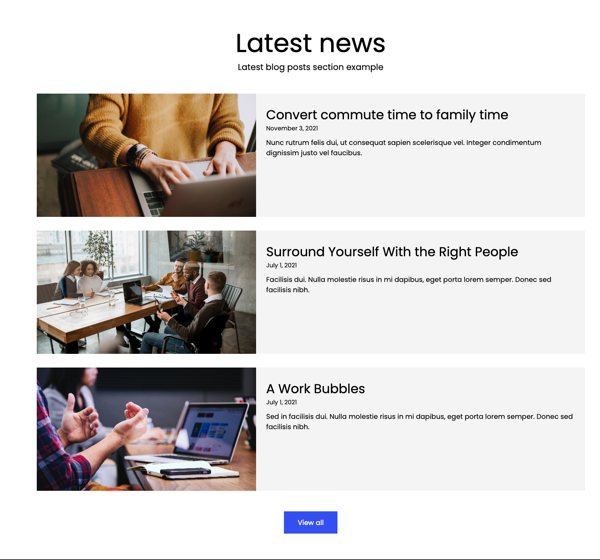 Latest news
Latest blog posts section example
Convert commute time to family time
November 3, 2021
Nunc nutrum felis dui, ut consequat sapien scelerisque vel. Integer condimentum
dignissim justo vel faucibus.
Surround Yourself With the Right People
July 1, 2021
Facilisis dui. Nulla molestie risus in mi dapibus, eget porta lorem semper. Donec sed
facilisis nibh.
A Work Bubbles
July 1, 2021
Sed in facilisis dui. Nulla molestie risus in mi dapibus, eget porta lorem semper. Donec sed
facilisis nibh.
View all